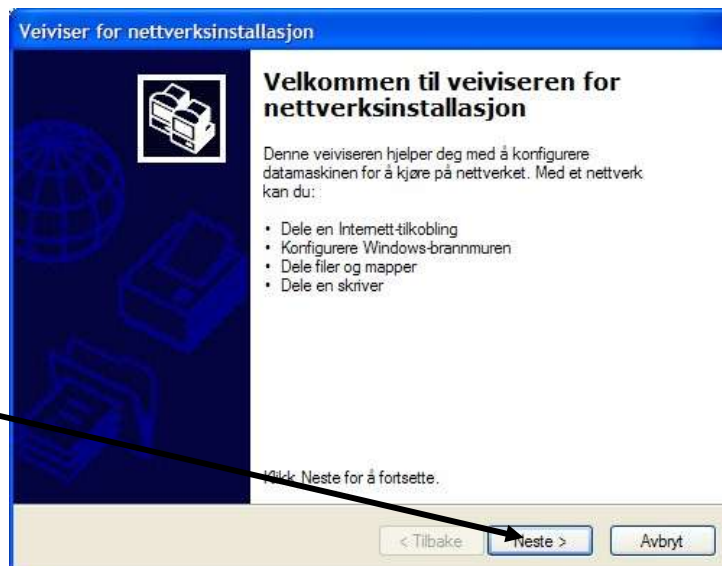 Veiviser for nettverksinstallasjon
Velkommen til veiviseren for
nettverksinstallasjon
Denne veiviseren hjelper deg med å konfigurere
datamaskinen for å kjøre på nettverket. Med et nettverk
kan du:
• Dele en Internett-tilkobling
• Konfigurere Windows-brannmuren
• Dele filer og mapper
• Dele en skriver
Klikk Neste for å fortsette.
< Tilbake Neste > Avbryt